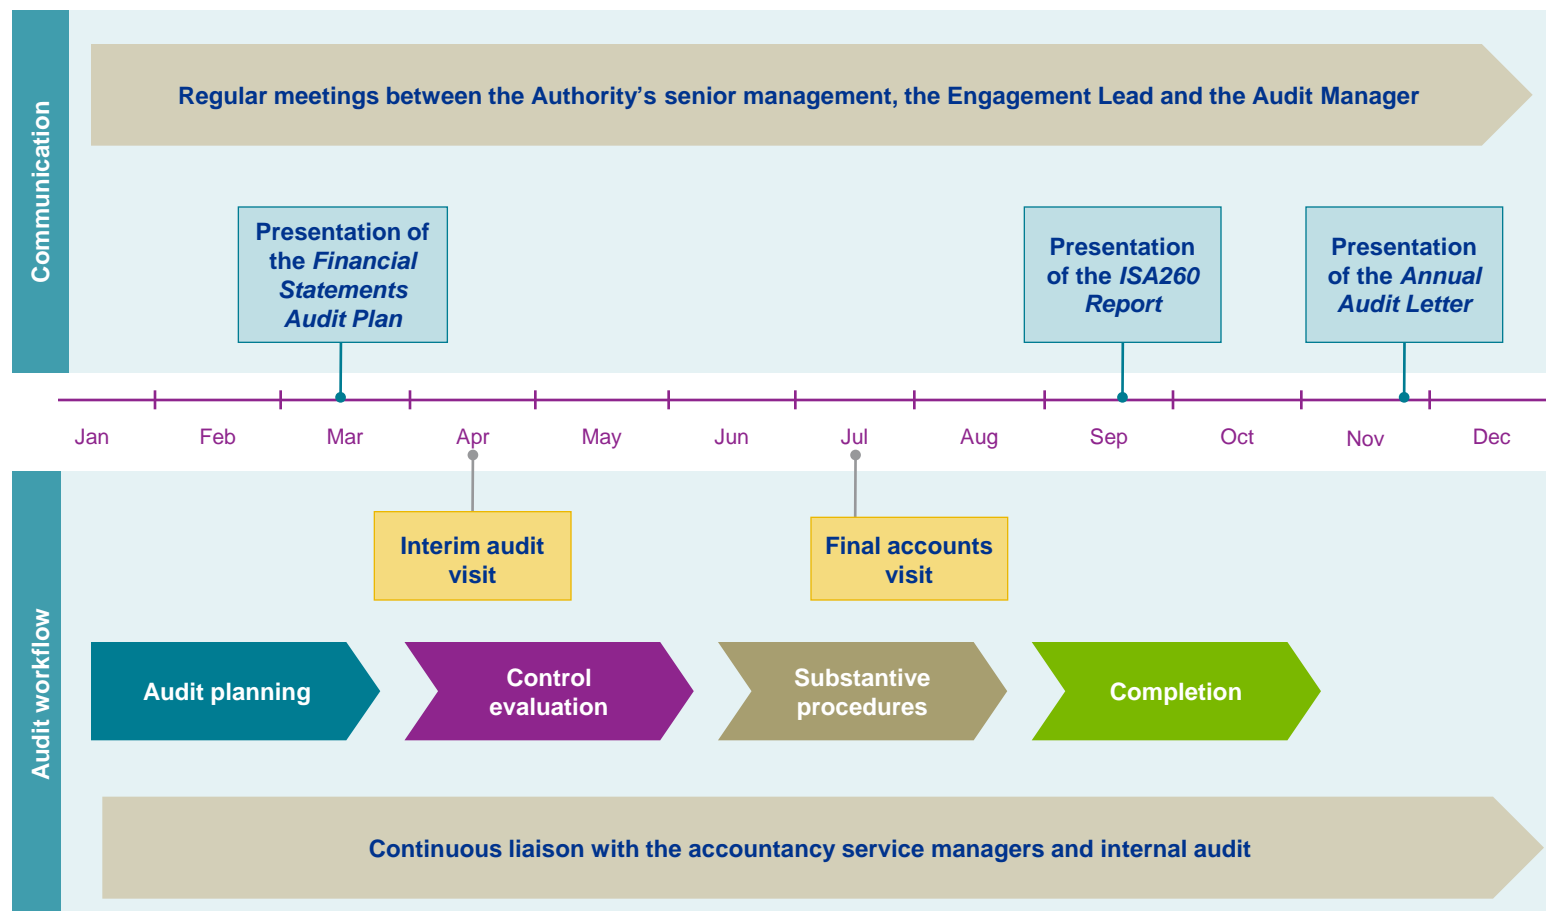 Communication
Regular meetings between the Authority’s senior management, the Engagement Lead and the Audit Manager
Presentation of
the Financial
Statements
Audit Plan
Presentation
of the ISA260
Report
Presentation
of the Annual
Audit Letter
Jan Feb Mar Apr May Jun Jul Aug Sep Oct Nov Dec
Audit workflow
Interim audit
visit
Final accounts
visit
Audit planning
Control
evaluation
Substantive
procedures
Completion
Continuous liaison with the accountancy service managers and internal audit